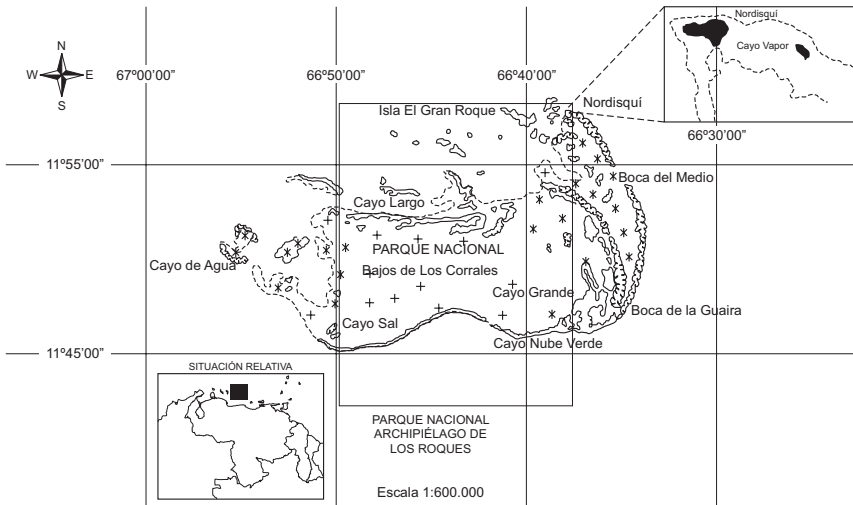 Nordisquí
Cayo Vapor
N
W E
S
67º00’00” 66º50’00” 66º40’00”
66º30’00”
Isla El Gran Roque
Nordisquí
11º55’00”
Boca del Medio
Cayo Largo
PARQUE NACIONAL
Cayo de Agua
Bajos de Los Corrales
Cayo Grande
Boca de la Guaira
Cayo Sal
Cayo Nube Verde
11º45’00”
SITUACIÓN RELATIVA
PARQUE NACIONAL
ARCHIPIÉLAGO DE
LOS ROQUES
Escala 1:600.000